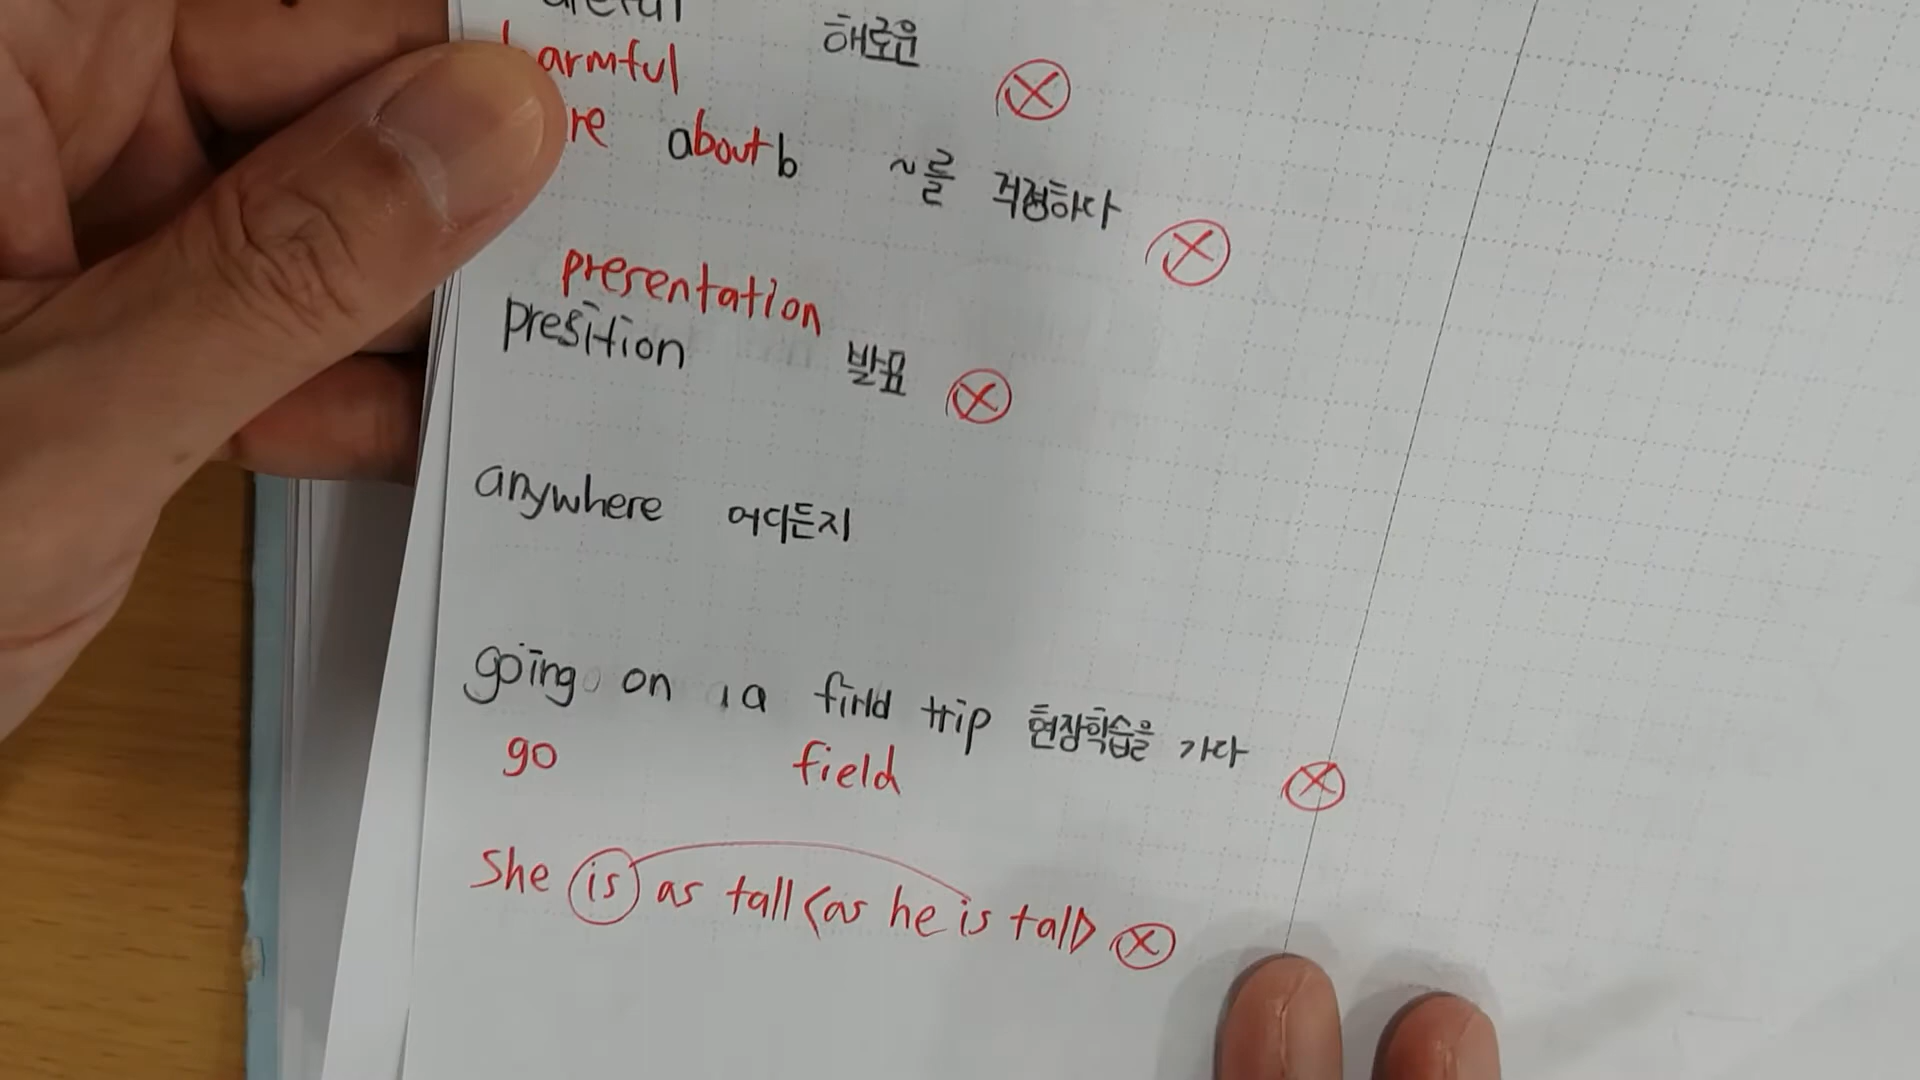 해로운
armful
re about b ~를 걱정하다
presentation
presition 발표
anywhere 어디든지
going on a firld trip 현장학습을 가다
go field
She is as tall (as he is tall)